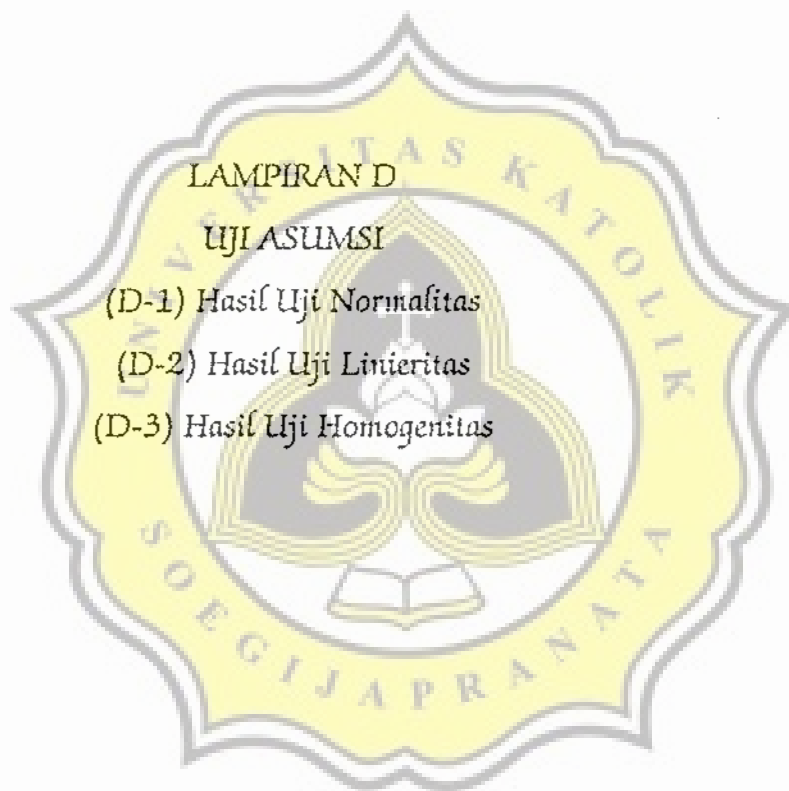 LAMPIRAN D
UJI ASUMSI
(D-1) Hasil Uji Normalitas
(D-2) Hasil Uji Linieritas
(D-3) Hasil Uji Homogenitas
UNIVERSITAS KATOLIK
SOEGIJAPRANATA